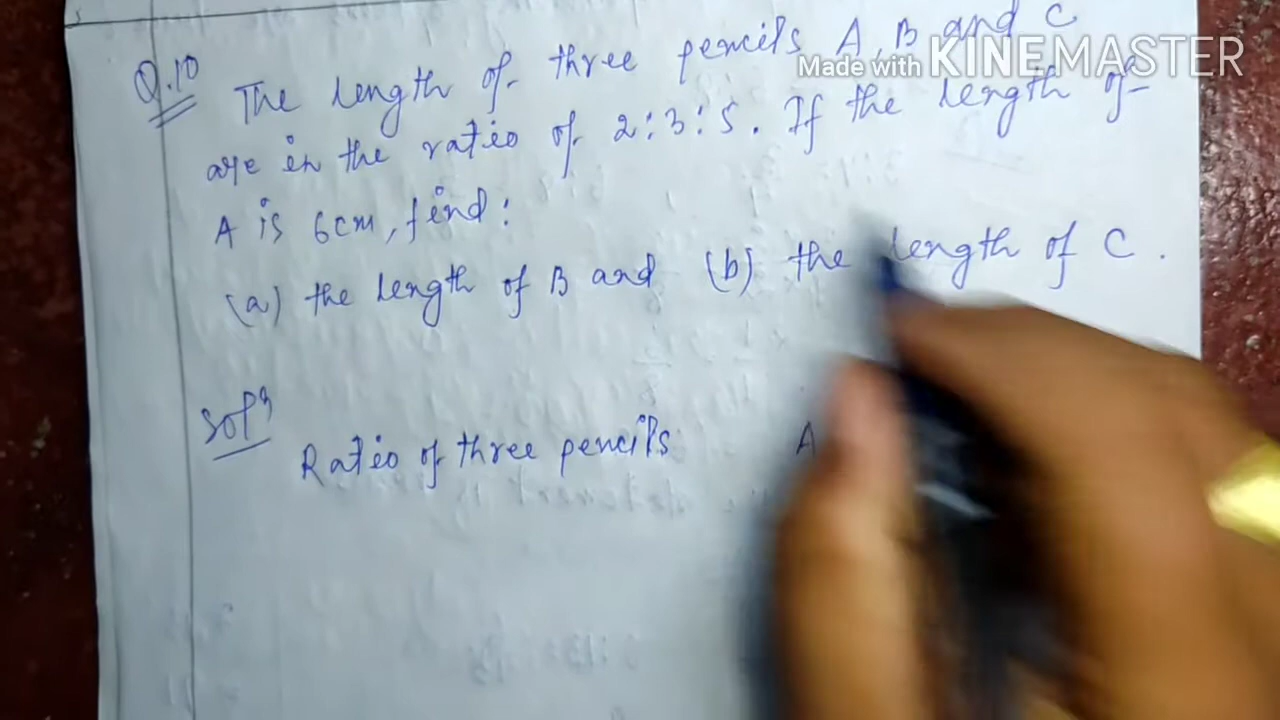 Q.10 The length of three pencils A, B and C
are in the ratio of 2:3:5. If the length of
A is 6cm, find:
(a) the length of B and (b) the length of C.
Solⁿ
Ratio of three pencils A
Made with KINEMASTER